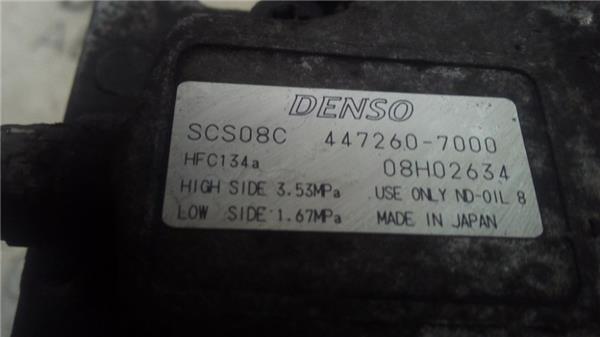 DENSO
SCS08C 447260-7000
HFC134a 08H02634
HIGH SIDE 3.53MPa USE ONLY ND-OIL 8
LOW SIDE 1.67MPa MADE IN JAPAN